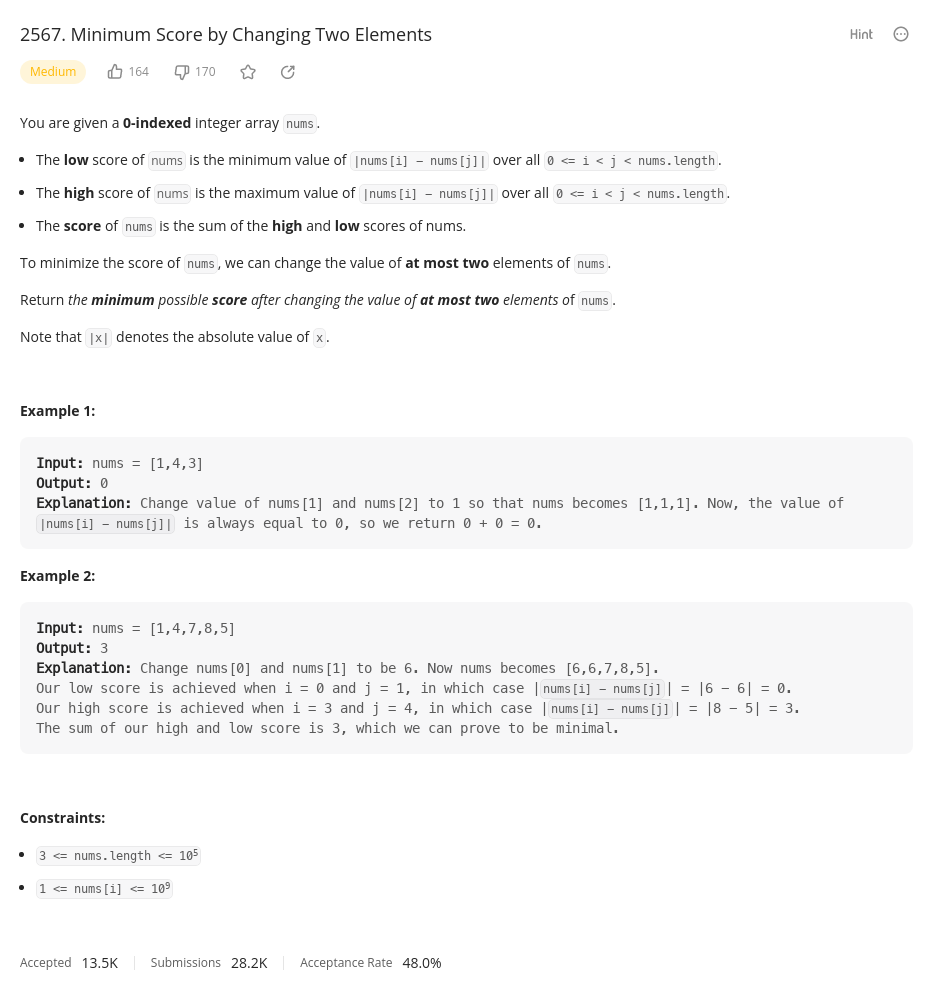 2567. Minimum Score by Changing Two Elements
Hint
Medium 164 170
You are given a 0-indexed integer array nums.
• The low score of nums is the minimum value of |nums[i] − nums[j]| over all 0 <= i < j < nums.length.
• The high score of nums is the maximum value of |nums[i] − nums[j]| over all 0 <= i < j < nums.length.
• The score of nums is the sum of the high and low scores of nums.
To minimize the score of nums, we can change the value of at most two elements of nums.
Return the minimum possible score after changing the value of at most two elements of nums.
Note that |x| denotes the absolute value of x.
Example 1:
Input: nums = [1,4,3]
Output: 0
Explanation: Change value of nums[1] and nums[2] to 1 so that nums becomes [1,1,1]. Now, the value of
|nums[i] − nums[j]| is always equal to 0, so we return 0 + 0 = 0.
Example 2:
Input: nums = [1,4,7,8,5]
Output: 3
Explanation: Change nums[0] and nums[1] to be 6. Now nums becomes [6,6,7,8,5].
Our low score is achieved when i = 0 and j = 1, in which case |nums[i] − nums[j]| = |6 − 6| = 0.
Our high score is achieved when i = 3 and j = 4, in which case |nums[i] − nums[j]| = |8 − 5| = 3.
The sum of our high and low score is 3, which we can prove to be minimal.
Constraints:
• 3 <= nums.length <= 10⁵
• 1 <= nums[i] <= 10⁹
Accepted 13.5K Submissions 28.2K Acceptance Rate 48.0%